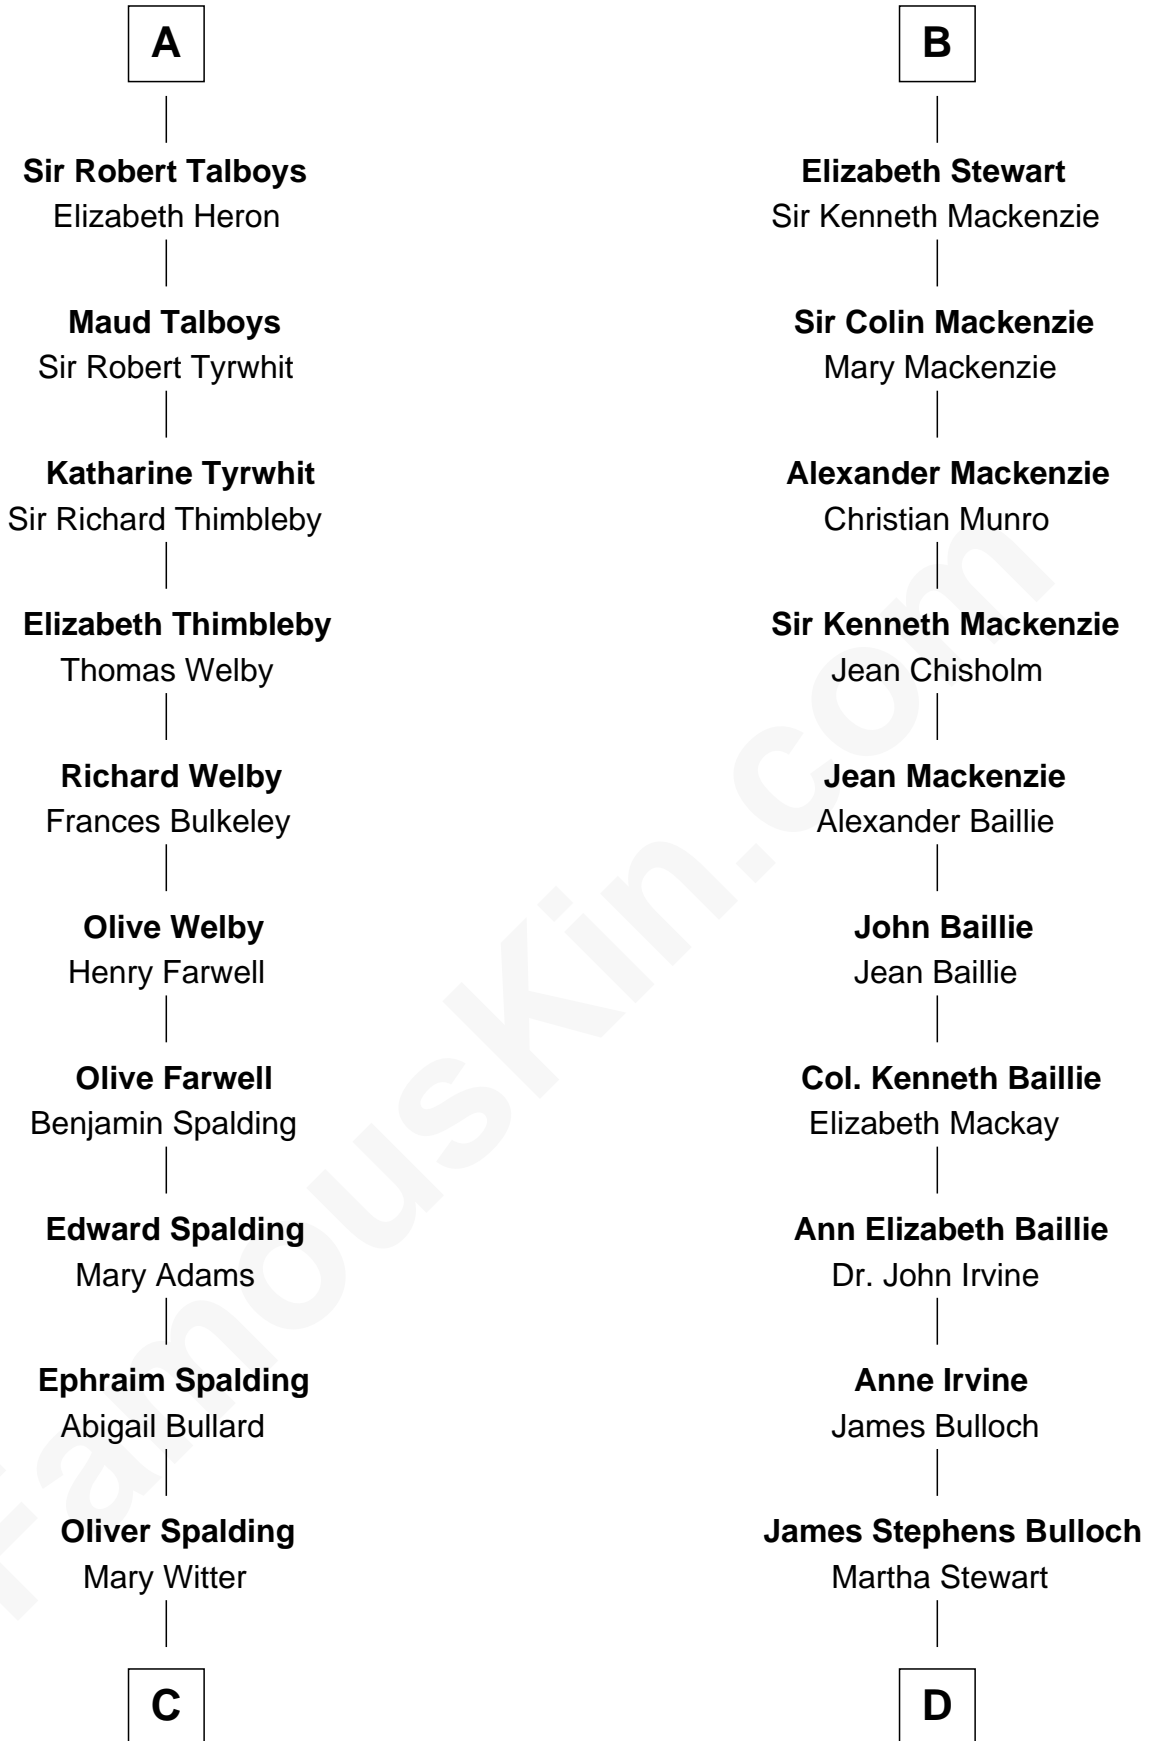 A
Sir Robert Talboys
Elizabeth Heron
Maud Talboys
Sir Robert Tyrwhit
Katharine Tyrwhit
Sir Richard Thimbleby
Elizabeth Thimbleby
Thomas Welby
Richard Welby
Frances Bulkeley
Olive Welby
Henry Farwell
Olive Farwell
Benjamin Spalding
Edward Spalding
Mary Adams
Ephraim Spalding
Abigail Bullard
Oliver Spalding
Mary Witter
C
B
Elizabeth Stewart
Sir Kenneth Mackenzie
Sir Colin Mackenzie
Mary Mackenzie
Alexander Mackenzie
Christian Munro
Sir Kenneth Mackenzie
Jean Chisholm
Jean Mackenzie
Alexander Baillie
John Baillie
Jean Baillie
Col. Kenneth Baillie
Elizabeth Mackay
Ann Elizabeth Baillie
Dr. John Irvine
Anne Irvine
James Bulloch
James Stephens Bulloch
Martha Stewart
D
FamousKin.com